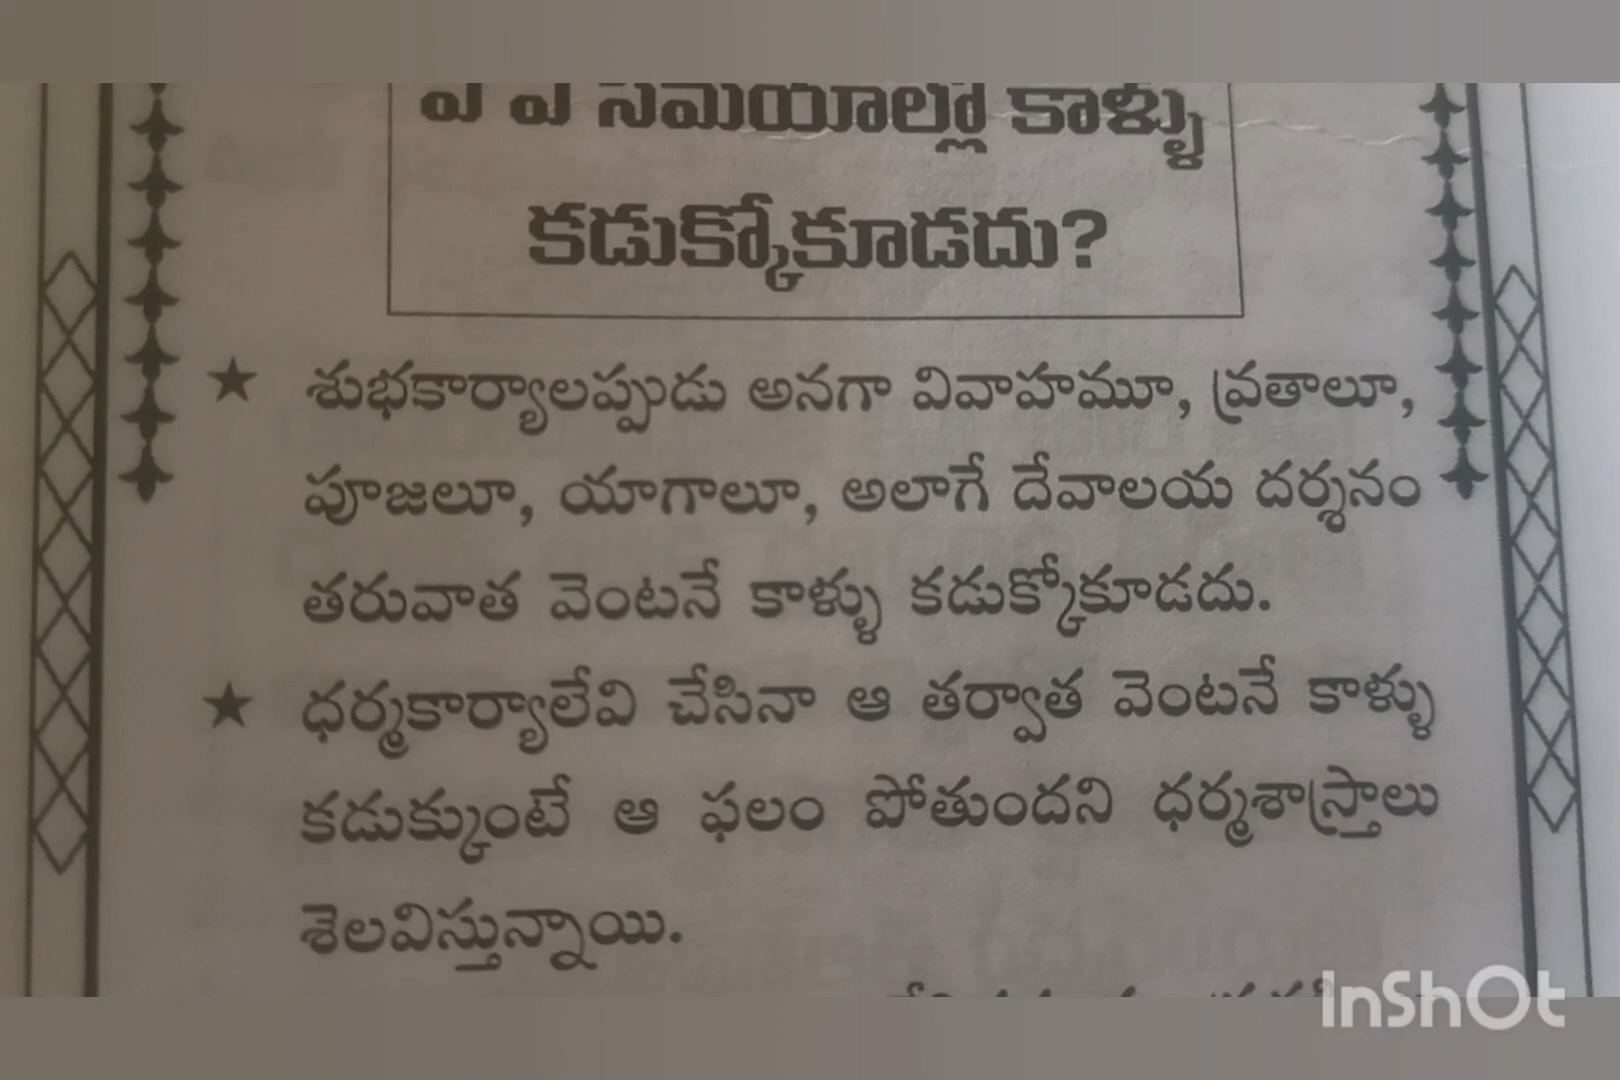 ఏ ఏ సమయాల్లో కాళ్ళు
కడుక్కోకూడదు?
★ శుభకార్యాలప్పుడు అనగా వివాహమూ, వ్రతాలూ,
పూజలూ, యాగాలూ, అలాగే దేవాలయ దర్శనం
తరువాత వెంటనే కాళ్ళు కడుక్కోకూడదు.
★ ధర్మకార్యాలేవి చేసినా ఆ తర్వాత వెంటనే కాళ్ళు
కడుక్కుంటే ఆ ఫలం పోతుందని ధర్మశాస్త్రాలు
శెలవిస్తున్నాయి.
InShOt